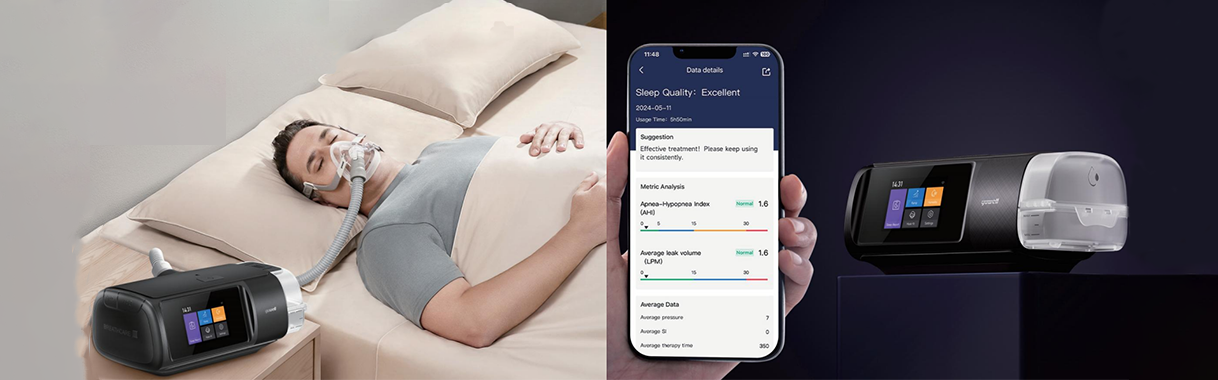 14:31
yuwell
11:48
Data details
Sleep Quality: Excellent
2024-05-11
Usage Time: 5h50min
Suggestion
Effective treatment! Please keep using
it consistently.
Metric Analysis
Apnea-Hypopnea Index
(AHI)
Normal 1.6
0 5 15 30
Average leak volume
(LPM)
Normal 1.6
0 15 30
Average Data
Average pressure 7
Average SI 0
Average therapy time 350
14:31
yuwell